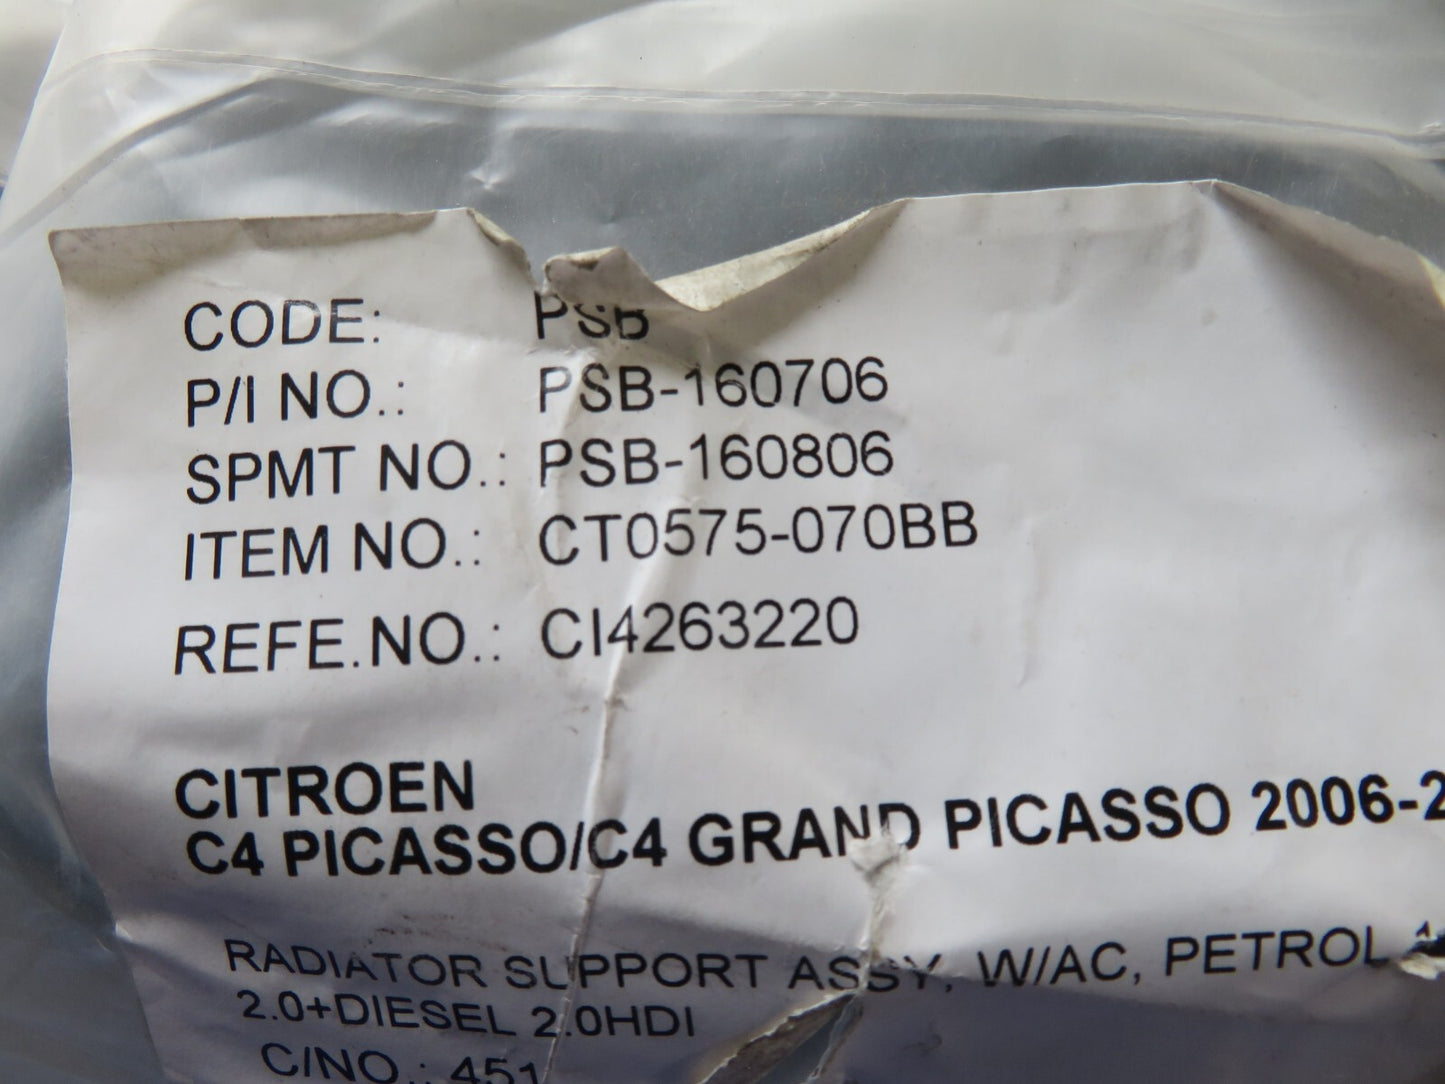 CODE: PSB
P/I NO.: PSB-160706
SPMT NO.: PSB-160806
ITEM NO.: CT0575-070BB
REFE.NO.: CI4263220
CITROEN
C4 PICASSO/C4 GRAND PICASSO 2006-2
RADIATOR SUPPORT ASSY, W/AC, PETROL
2.0+DIESEL 2.0HDI
C/NO.: 451